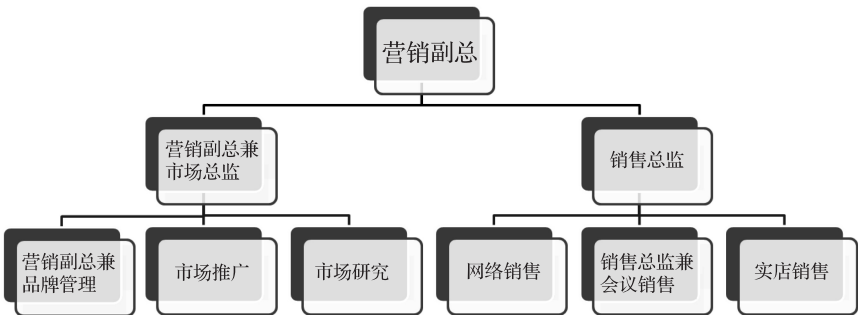 营销副总
营销副总兼
市场总监
销售总监
营销副总兼
品牌管理
市场推广
市场研究
网络销售
销售总监兼
会议销售
实店销售